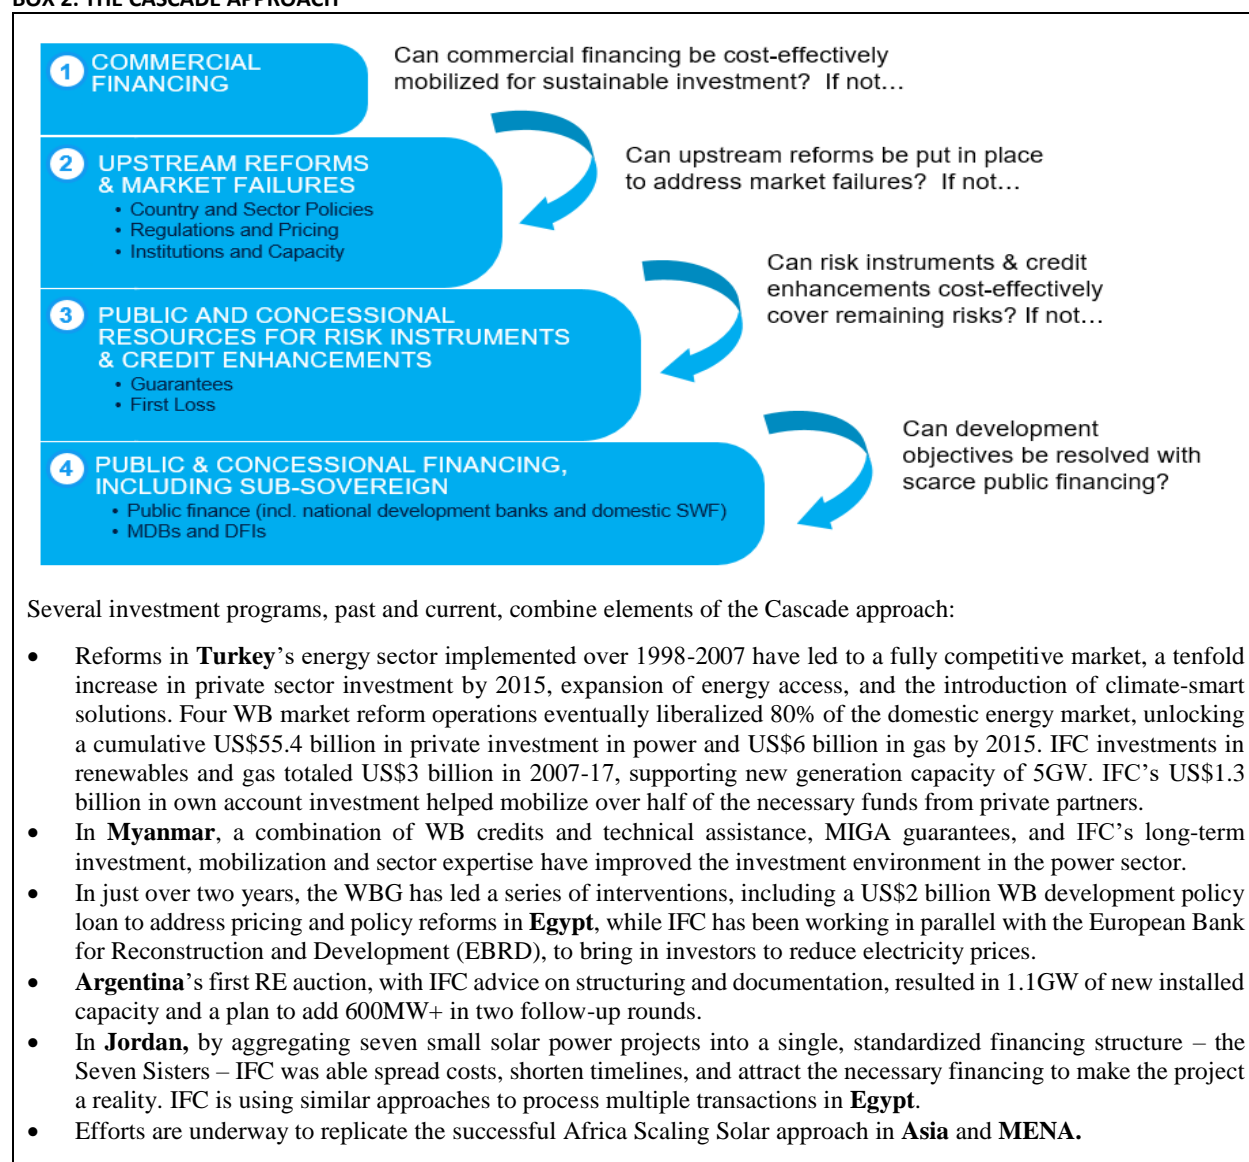 BOX 2: THE CASCADE APPROACH
1 COMMERCIAL
FINANCING
Can commercial financing be cost-effectively
mobilized for sustainable investment? If not...
2 UPSTREAM REFORMS
& MARKET FAILURES
• Country and Sector Policies
• Regulations and Pricing
• Institutions and Capacity
Can upstream reforms be put in place
to address market failures? If not...
3 PUBLIC AND CONCESSIONAL
RESOURCES FOR RISK INSTRUMENTS
& CREDIT ENHANCEMENTS
• Guarantees
• First Loss
Can risk instruments & credit
enhancements cost-effectively
cover remaining risks? If not...
4 PUBLIC & CONCESSIONAL FINANCING,
INCLUDING SUB-SOVEREIGN
• Public finance (incl. national development banks and domestic SWF)
• MDBs and DFIs
Can development
objectives be resolved with
scarce public financing?
Several investment programs, past and current, combine elements of the Cascade approach:
• Reforms in Turkey's energy sector implemented over 1998-2007 have led to a fully competitive market, a tenfold
increase in private sector investment by 2015, expansion of energy access, and the introduction of climate-smart
solutions. Four WB market reform operations eventually liberalized 80% of the domestic energy market, unlocking
a cumulative US$55.4 billion in private investment in power and US$6 billion in gas by 2015. IFC investments in
renewables and gas totaled US$3 billion in 2007-17, supporting new generation capacity of 5GW. IFC's US$1.3
billion in own account investment helped mobilize over half of the necessary funds from private partners.
• In Myanmar, a combination of WB credits and technical assistance, MIGA guarantees, and IFC's long-term
investment, mobilization and sector expertise have improved the investment environment in the power sector.
• In just over two years, the WBG has led a series of interventions, including a US$2 billion WB development policy
loan to address pricing and policy reforms in Egypt, while IFC has been working in parallel with the European Bank
for Reconstruction and Development (EBRD), to bring in investors to reduce electricity prices.
• Argentina's first RE auction, with IFC advice on structuring and documentation, resulted in 1.1GW of new installed
capacity and a plan to add 600MW+ in two follow-up rounds.
• In Jordan, by aggregating seven small solar power projects into a single, standardized financing structure – the
Seven Sisters – IFC was able spread costs, shorten timelines, and attract the necessary financing to make the project
a reality. IFC is using similar approaches to process multiple transactions in Egypt.
• Efforts are underway to replicate the successful Africa Scaling Solar approach in Asia and MENA.